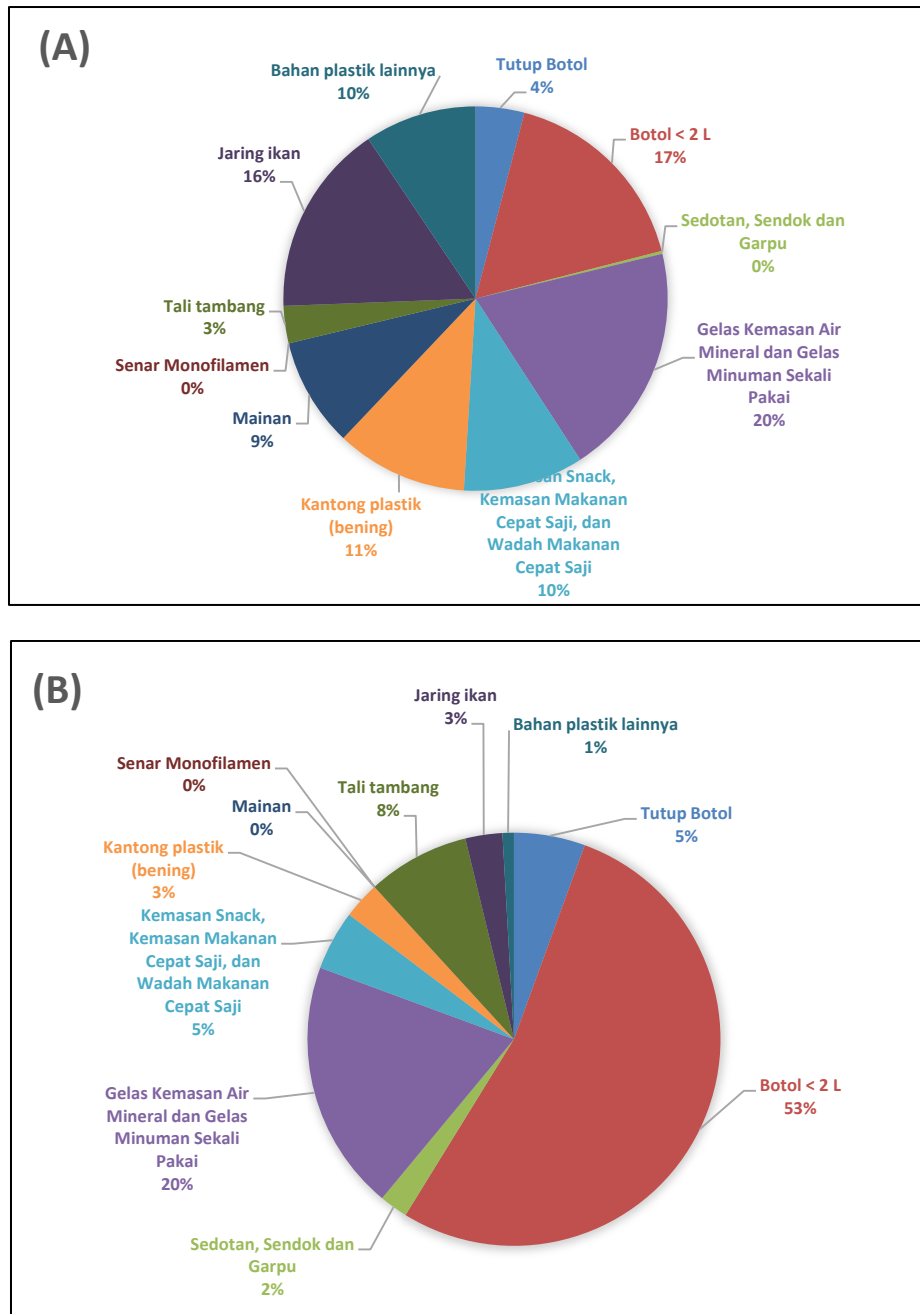 (A)
Bahan plastik lainnya
10%
Tutup Botol
4%
Botol < 2 L
17%
Jaring ikan
16%
Sedotan, Sendok dan
Garpu
0%
Tali tambang
3%
Gelas Kemasan Air
Mineral dan Gelas
Minuman Sekali
Pakai
20%
Senar Monofilamen
0%
Mainan
9%
Kantong plastik
(bening)
11%
Snack,
Kemasan Makanan
Cepat Saji, dan
Wadah Makanan
Cepat Saji
10%
(B)
Jaring ikan
3%
Bahan plastik lainnya
1%
Senar Monofilamen
0%
Tali tambang
8%
Mainan
0%
Tutup Botol
5%
Kantong plastik
(bening)
3%
Kemasan Snack,
Kemasan Makanan
Cepat Saji, dan
Wadah Makanan
Cepat Saji
5%
Botol < 2 L
53%
Gelas Kemasan Air
Mineral dan Gelas
Minuman Sekali
Pakai
20%
Sedotan, Sendok dan
Garpu
2%